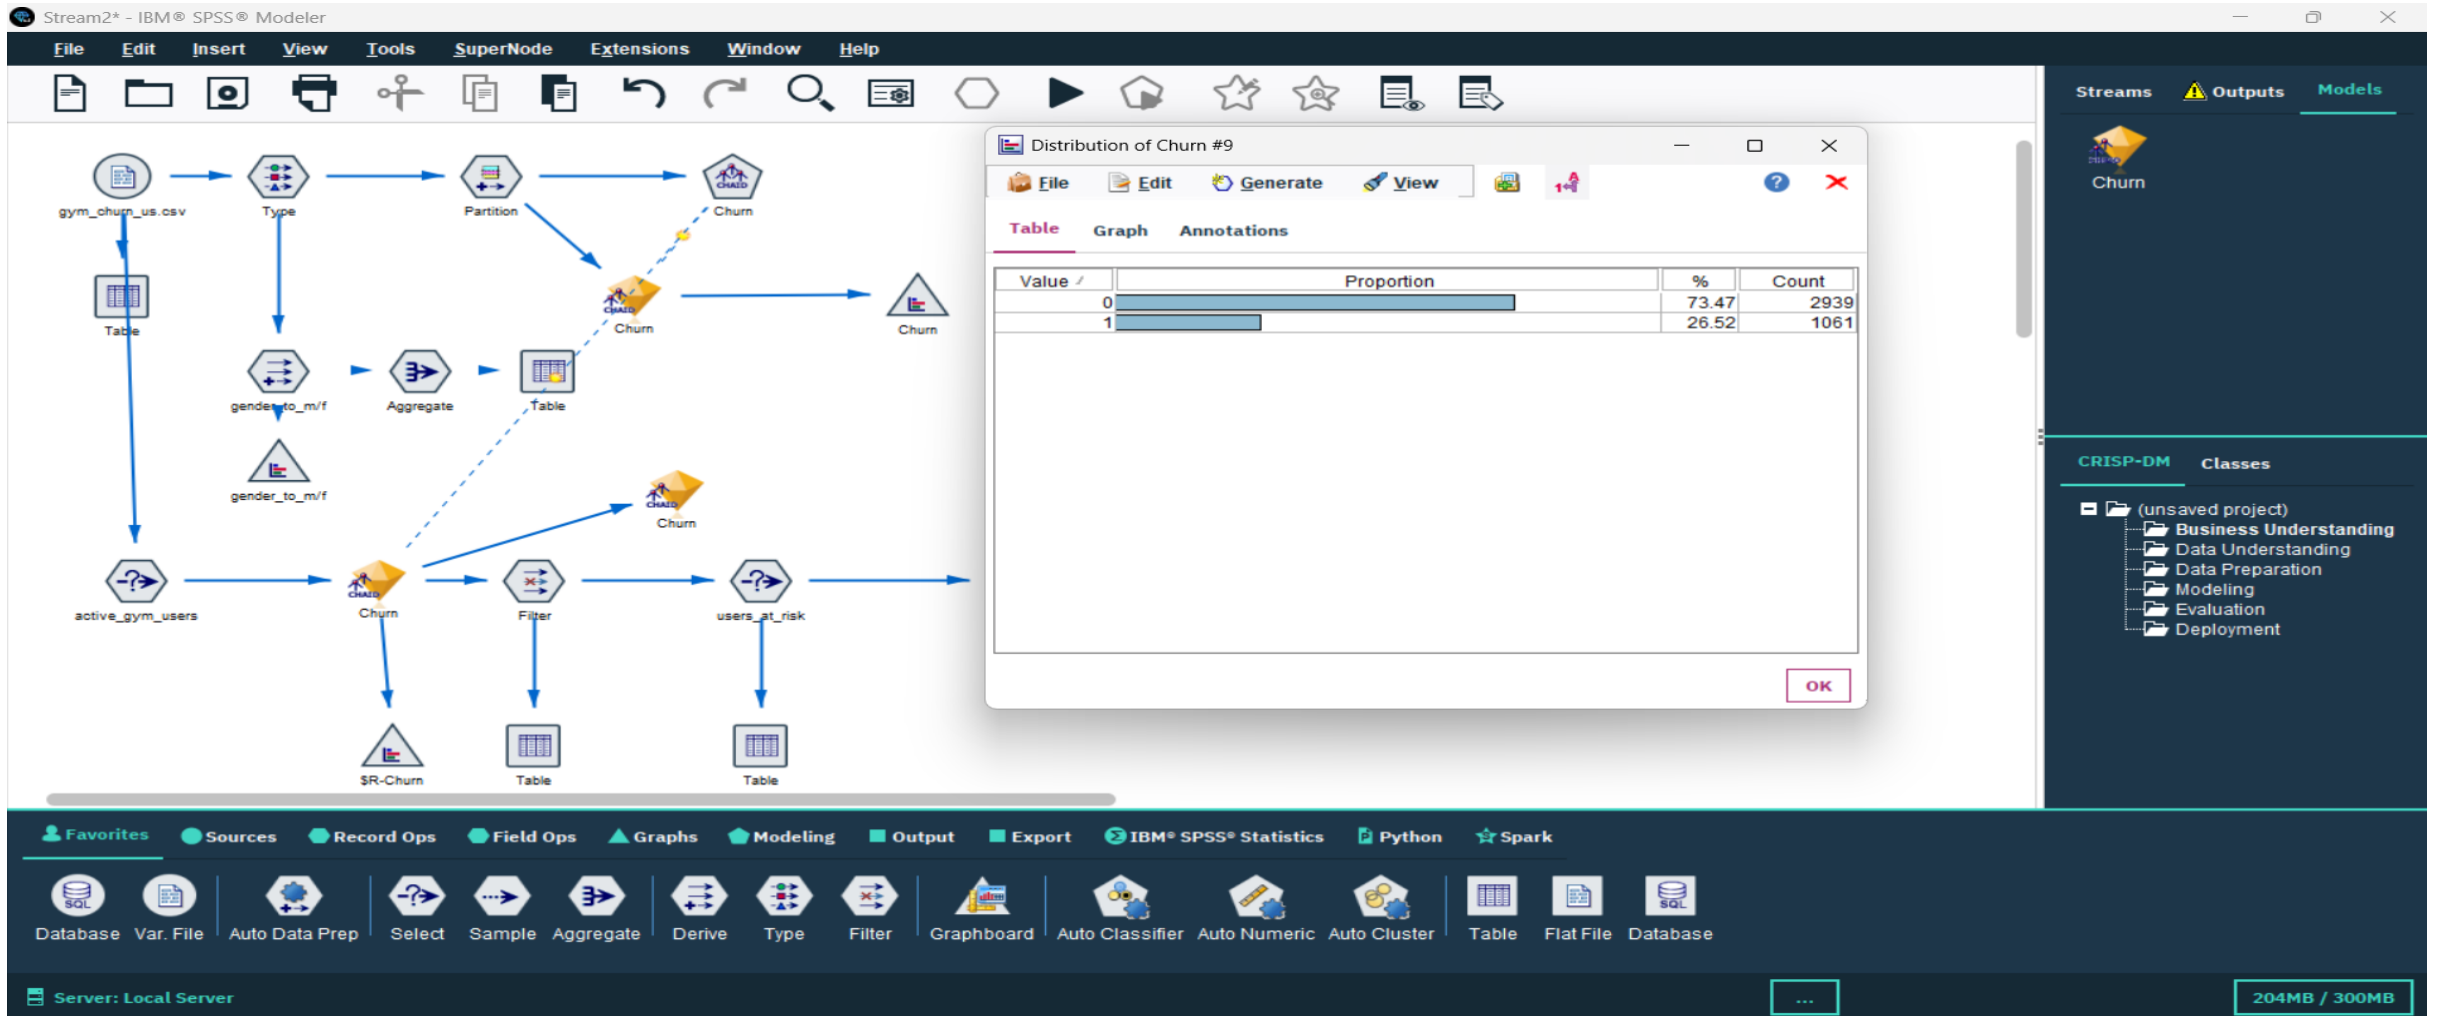 Stream2* - IBM® SPSS® Modeler
File Edit Insert View Tools SuperNode Extensions Window Help
Streams Outputs Models
Churn
gym_churn_us.csv Type Partition CHAID Churn
Table
CHAID Churn
Churn
gender_to_m/f Aggregate Table
gender_to_m/f
CHAID Churn
active_gym_users CHAID Churn Filter users_at_risk
$R-Churn Table Table
Distribution of Churn #9
File Edit Generate View
Table Graph Annotations
Value Proportion % Count
0 73.47 2939
1 26.52 1061
OK
CRISP-DM Classes
(unsaved project)
Business Understanding
Data Understanding
Data Preparation
Modeling
Evaluation
Deployment
Favorites Sources Record Ops Field Ops Graphs Modeling Output Export IBM® SPSS® Statistics Python Spark
SQL SQL
Database Var. File Auto Data Prep Select Sample Aggregate Derive Type Filter Graphboard Auto Classifier Auto Numeric Auto Cluster Table Flat File Database
Server: Local Server ... 204MB / 300MB